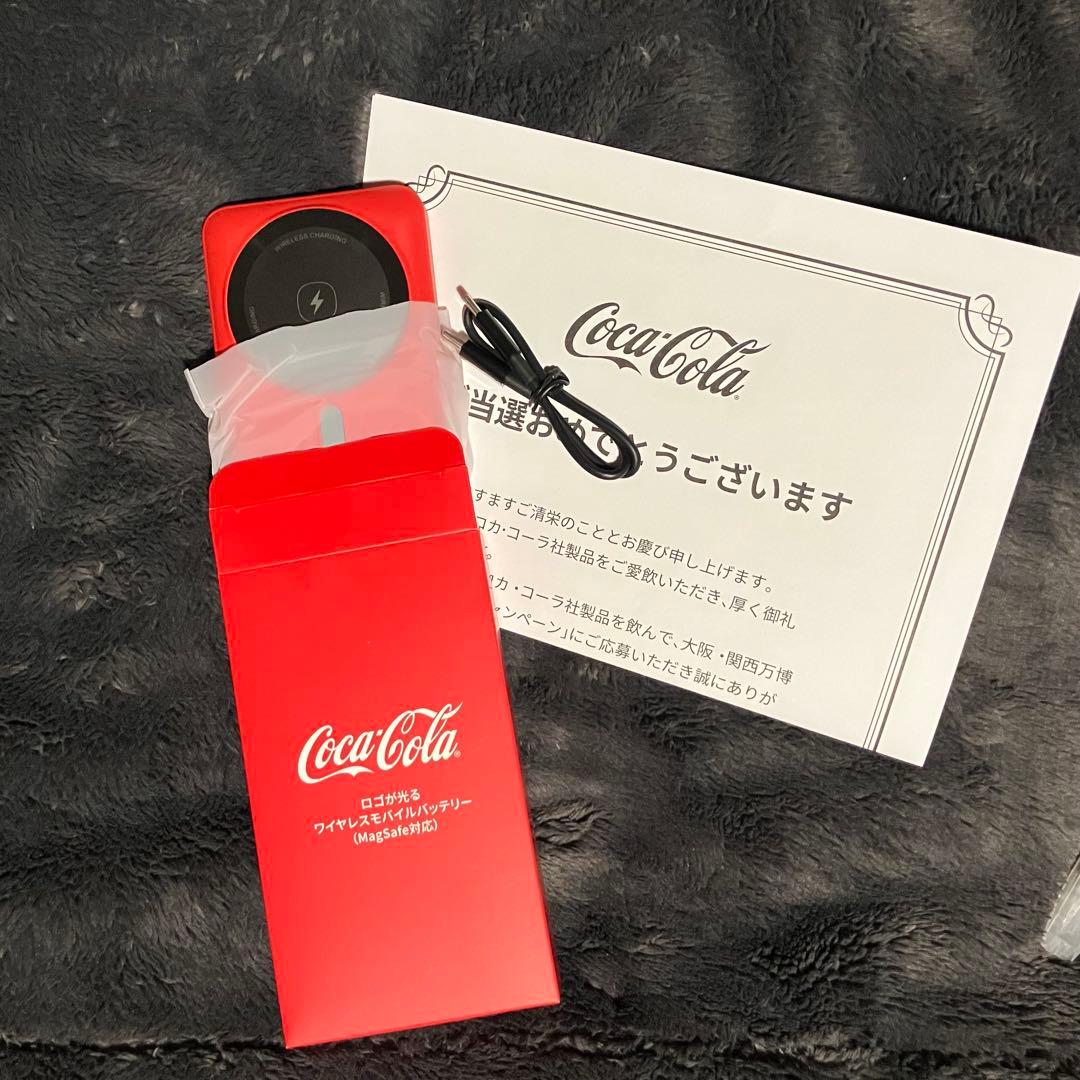 WIRELESS CHARGING
Coca-Cola
当選おめでとうございます
すますご清栄のこととお慶び申し上げます。
コカ・コーラ社製品をご愛飲いただき、厚く御礼
す。
カ・コーラ社製品を飲んで、大阪・関西万博
ャンペーン」にご応募いただき誠にありが
Coca-Cola
ロゴが光る
ワイヤレスモバイルバッテリー
(MagSafe対応)